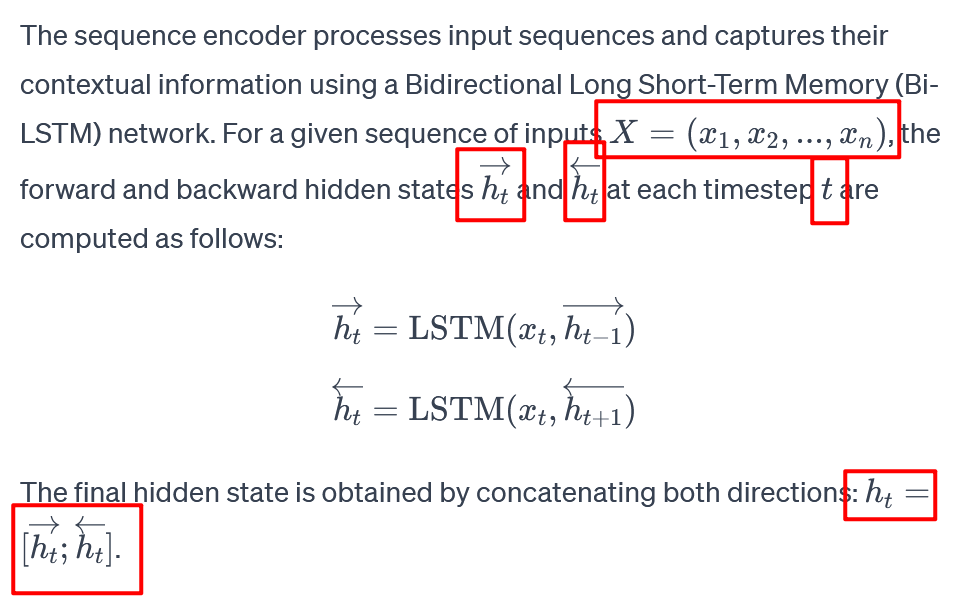 The sequence encoder processes input sequences and captures their
contextual information using a Bidirectional Long Short-Term Memory (Bi-
LSTM) network. For a given sequence of inputs X = (x₁, x₂, ..., xₙ), the
forward and backward hidden states $\overrightarrow{h_t}$ and $\overleftarrow{h_t}$ at each timestep t are
computed as follows:
$\overrightarrow{h_t} = \text{LSTM}(x_t, \overrightarrow{h_{t-1}})$
$\overleftarrow{h_t} = \text{LSTM}(x_t, \overleftarrow{h_{t+1}})$
The final hidden state is obtained by concatenating both directions: $h_t =$
$[\overrightarrow{h_t}; \overleftarrow{h_t}]$.